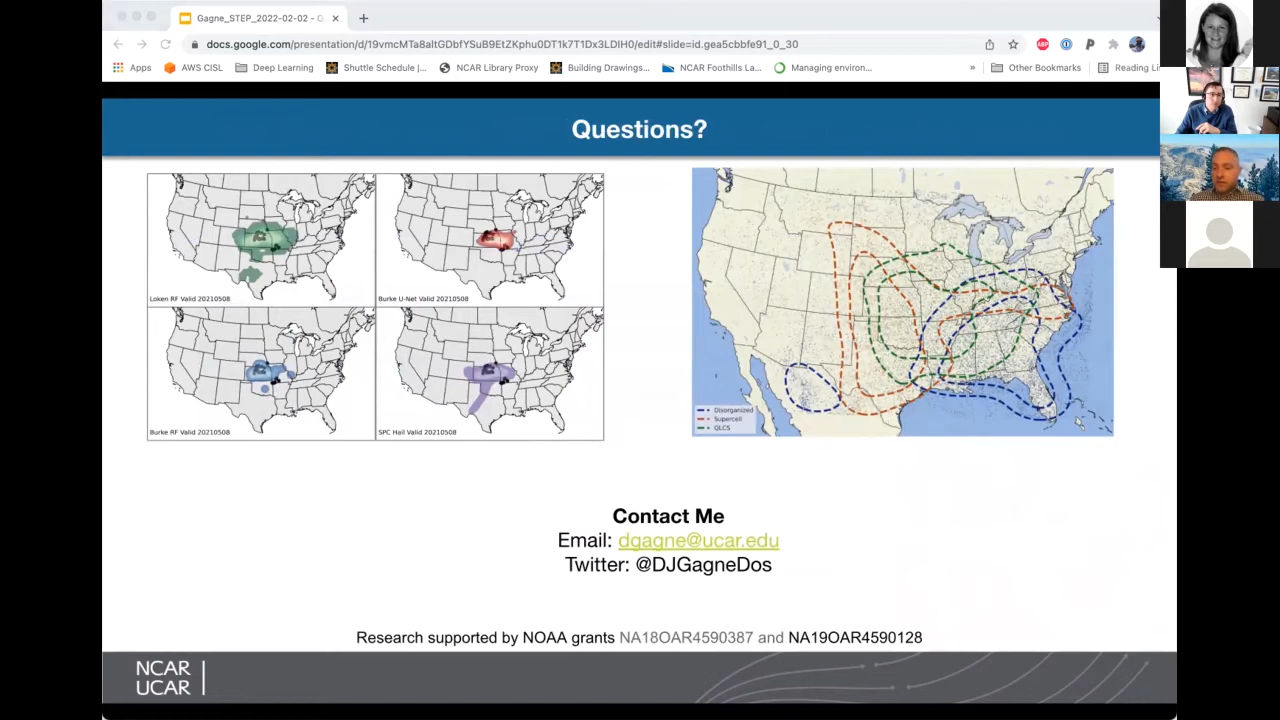 Gagne_STEP_2022-02-02 - G
docs.google.com/presentation/d/19vmcMTa8altGDbfYSuB9EtZKphu0DT1k7T1Dx3LDIH0/edit#slide=id.gea5cbbfe91_0_30
Apps AWS CISL Deep Learning Shuttle Schedule |... NCAR Library Proxy Building Drawings... NCAR Foothills La... Managing environ... » Other Bookmarks Reading Li
Questions?
Loken RF Valid 20210508
Burke U-Net Valid 20210508
Burke RF Valid 20210508
SPC Hail Valid 20210508
Disorganized
Supercell
QLCS
Contact Me
Email: dgagne@ucar.edu
Twitter: @DJGagneDos
Research supported by NOAA grants NA18OAR4590387 and NA19OAR4590128
NCAR
UCAR